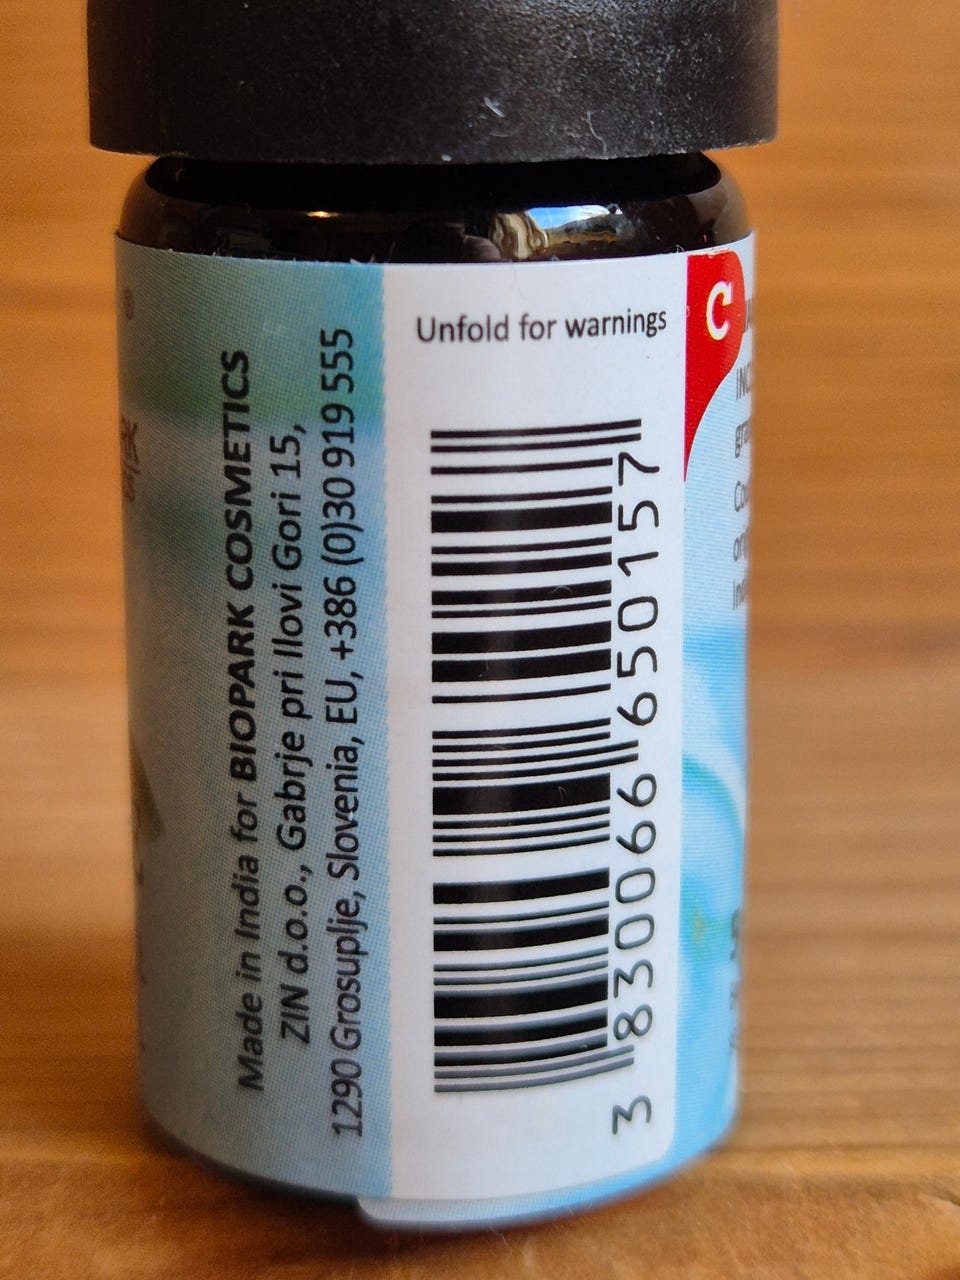 ®
Made in India for BIOPARK COSMETICS
ZIN d.o.o., Gabrje pri Ilovi Gori 15,
1290 Grosuplje, Slovenia, EU, +386 (0)30 919 555
Unfold for warnings
3 830066 650157